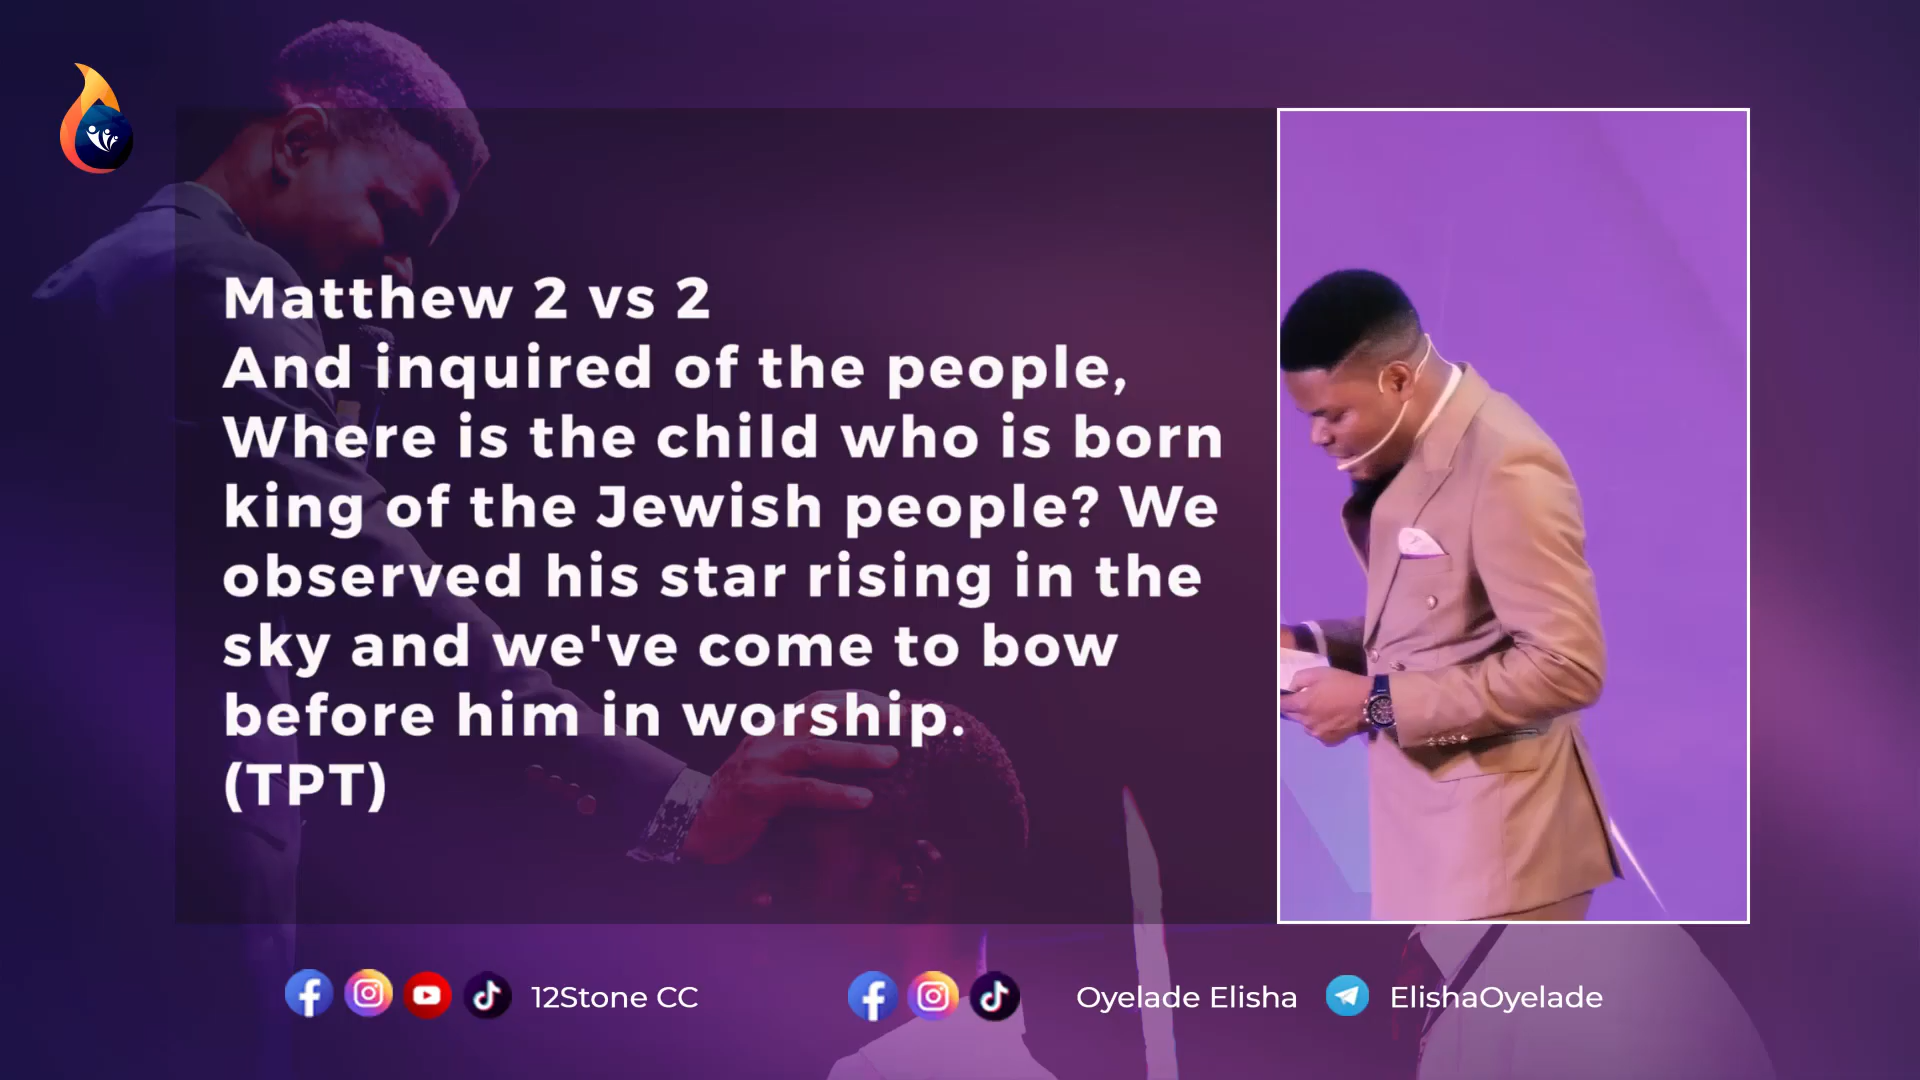 Matthew 2 vs 2
And inquired of the people,
Where is the child who is born
king of the Jewish people? We
observed his star rising in the
sky and we've come to bow
before him in worship.
(TPT)
12Stone CC
Oyelade Elisha
ElishaOyelade